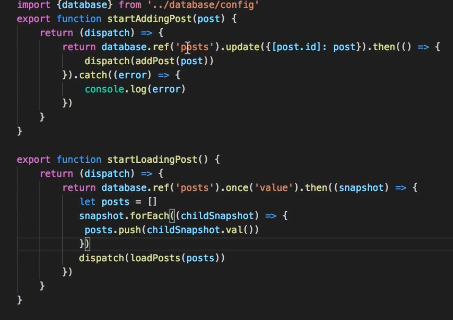 import {database} from '../database/config'
export function startAddingPost(post) {
    return (dispatch) => {
        return database.ref('posts').update({[post.id]: post}).then(() => {
            dispatch(addPost(post))
        }).catch((error) => {
            console.log(error)
        })
    }
}
export function startLoadingPost() {
    return (dispatch) => {
        return database.ref('posts').once('value').then((snapshot) => {
           let posts = []
           snapshot.forEach((childSnapshot) => {
            posts.push(childSnapshot.val())
           })
           dispatch(loadPosts(posts))
        })
    }
}